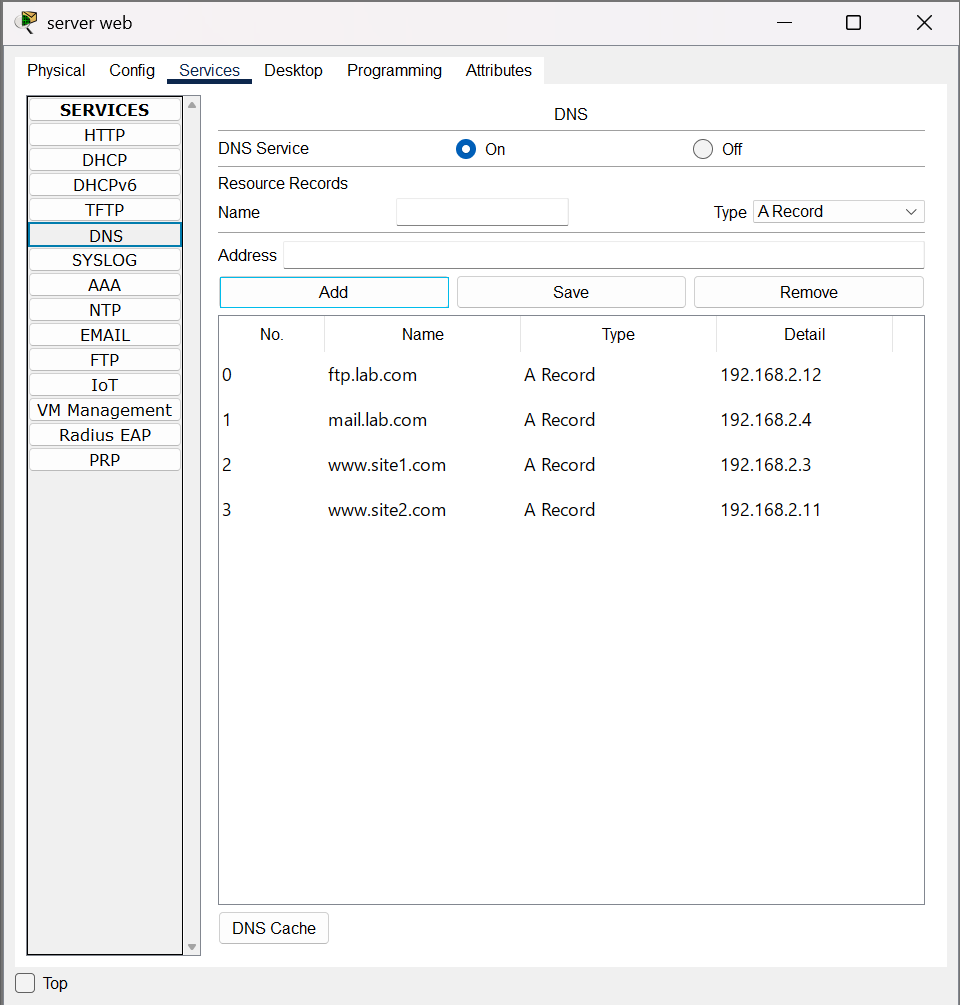 server web
Physical Config Services Desktop Programming Attributes
SERVICES
HTTP
DHCP
DHCPv6
TFTP
DNS
SYSLOG
AAA
NTP
EMAIL
FTP
IoT
VM Management
Radius EAP
PRP
DNS
DNS Service On Off
Resource Records
Name Type A Record
Address
Add Save Remove
No. Name Type Detail
0 ftp.lab.com A Record 192.168.2.12
1 mail.lab.com A Record 192.168.2.4
2 www.site1.com A Record 192.168.2.3
3 www.site2.com A Record 192.168.2.11
DNS Cache
Top